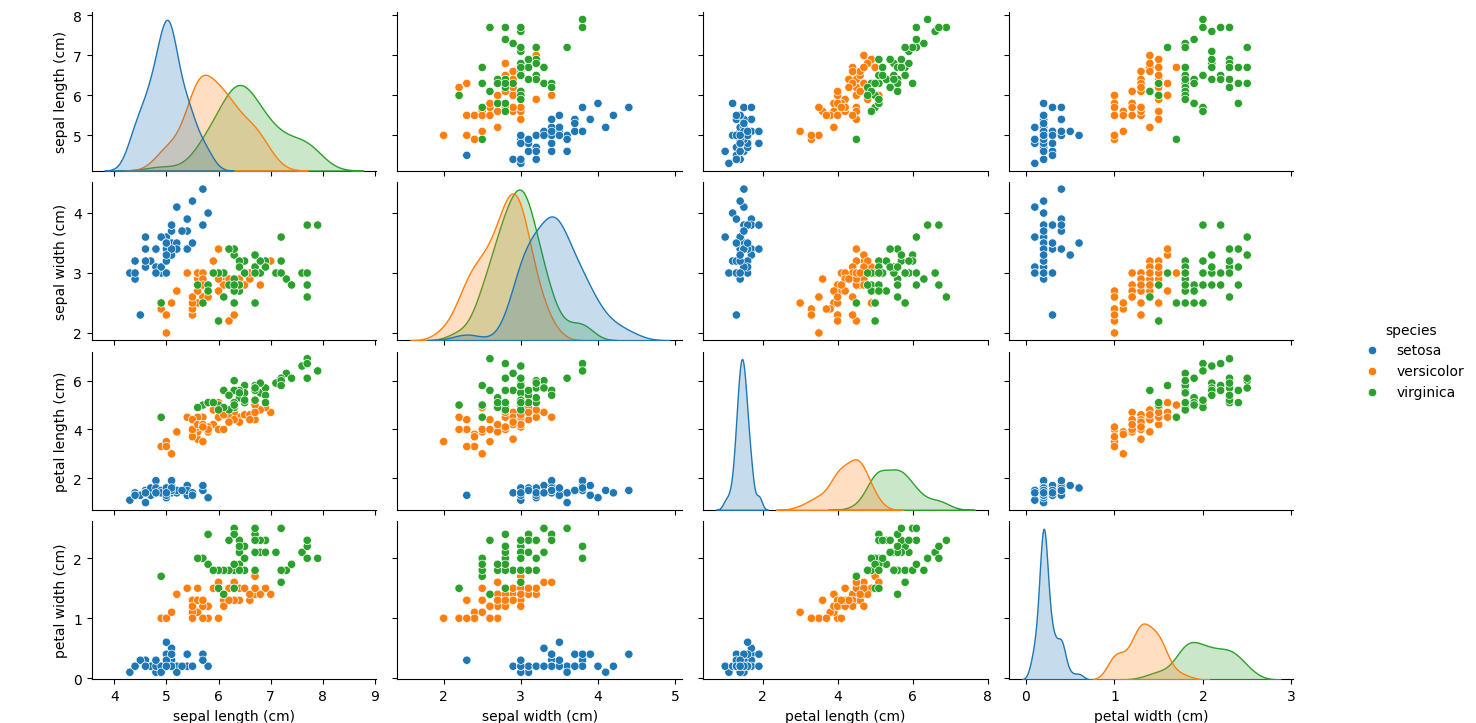 8
7
6
5
sepal length (cm)
4
3
2
sepal width (cm)
6
4
2
petal length (cm)
2
1
0
petal width (cm)
4 5 6 7 8 9
sepal length (cm)
2 3 4 5
sepal width (cm)
2 4 6 8
petal length (cm)
0 1 2 3
petal width (cm)
species
setosa
versicolor
virginica